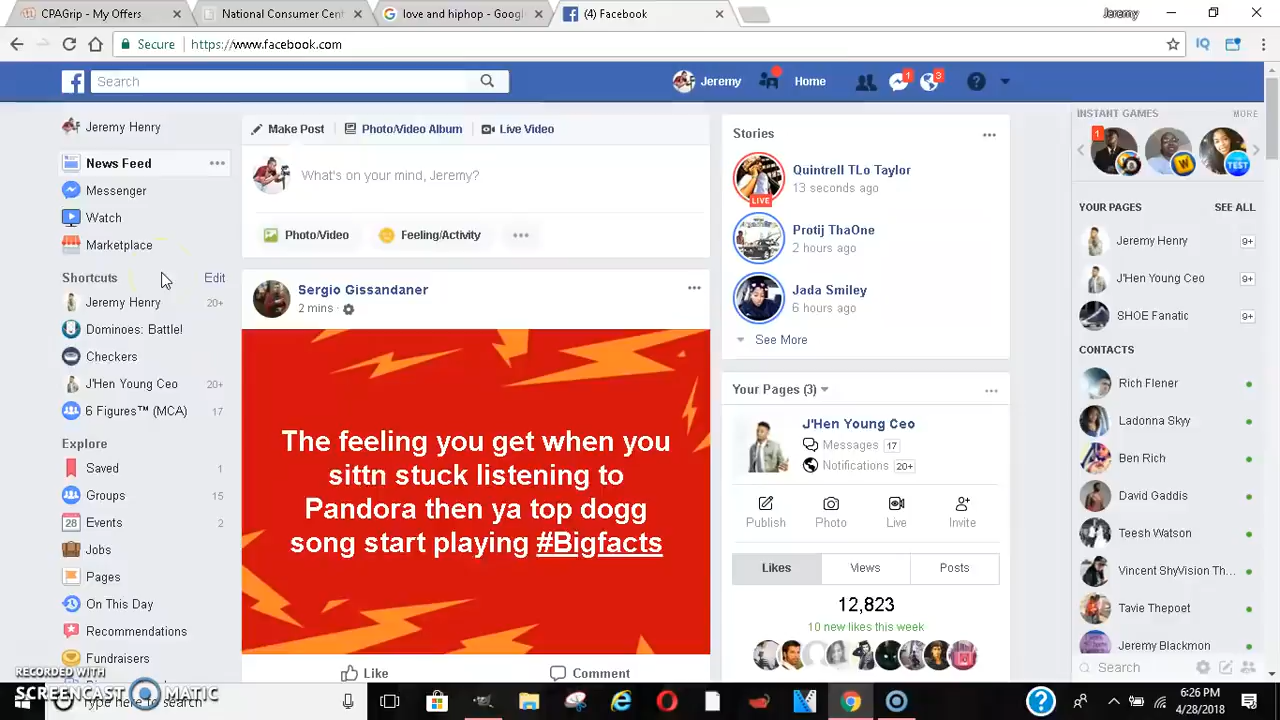 CPAGrip - My Offers
National Consumer Cent
love and hiphop - Googl
(4) Facebook
Jeremy
Secure
https://www.facebook.com
Search
Jeremy
Home
1
3
Jeremy Henry
News Feed
Messenger
Watch
Marketplace
Shortcuts
Edit
Jeremy Henry
20+
Dominoes: Battle!
Checkers
J'Hen Young Ceo
20+
6 Figures™ (MCA)
17
Explore
Saved
1
Groups
15
Events
2
Jobs
Pages
On This Day
Recommendations
Fundraisers
Make Post
Photo/Video Album
Live Video
What's on your mind, Jeremy?
Photo/Video
Feeling/Activity
Sergio Gissandaner
2 mins
The feeling you get when you
sittn stuck listening to
Pandora then ya top dogg
song start playing #Bigfacts
Like
Comment
Stories
Quintrell TLo Taylor
13 seconds ago
LIVE
Protij ThaOne
2 hours ago
Jada Smiley
6 hours ago
See More
Your Pages (3)
J'Hen Young Ceo
Messages 17
Notifications 20+
Publish
Photo
Live
Invite
Likes
Views
Posts
12,823
10 new likes this week
INSTANT GAMES
MORE
1
W
TEST
YOUR PAGES
SEE ALL
Jeremy Henry
9+
J'Hen Young Ceo
9+
SHOE Fanatic
9+
CONTACTS
Rich Flener
Ladonna Skyy
Ben Rich
David Gaddis
Teesh Watson
Vincent ShyVision Th...
Tavie Thepoet
Jeremy Blackmon
Search
RECORDED WITH
SCREENCAST MATIC
Type here to search
6:26 PM
4/28/2018